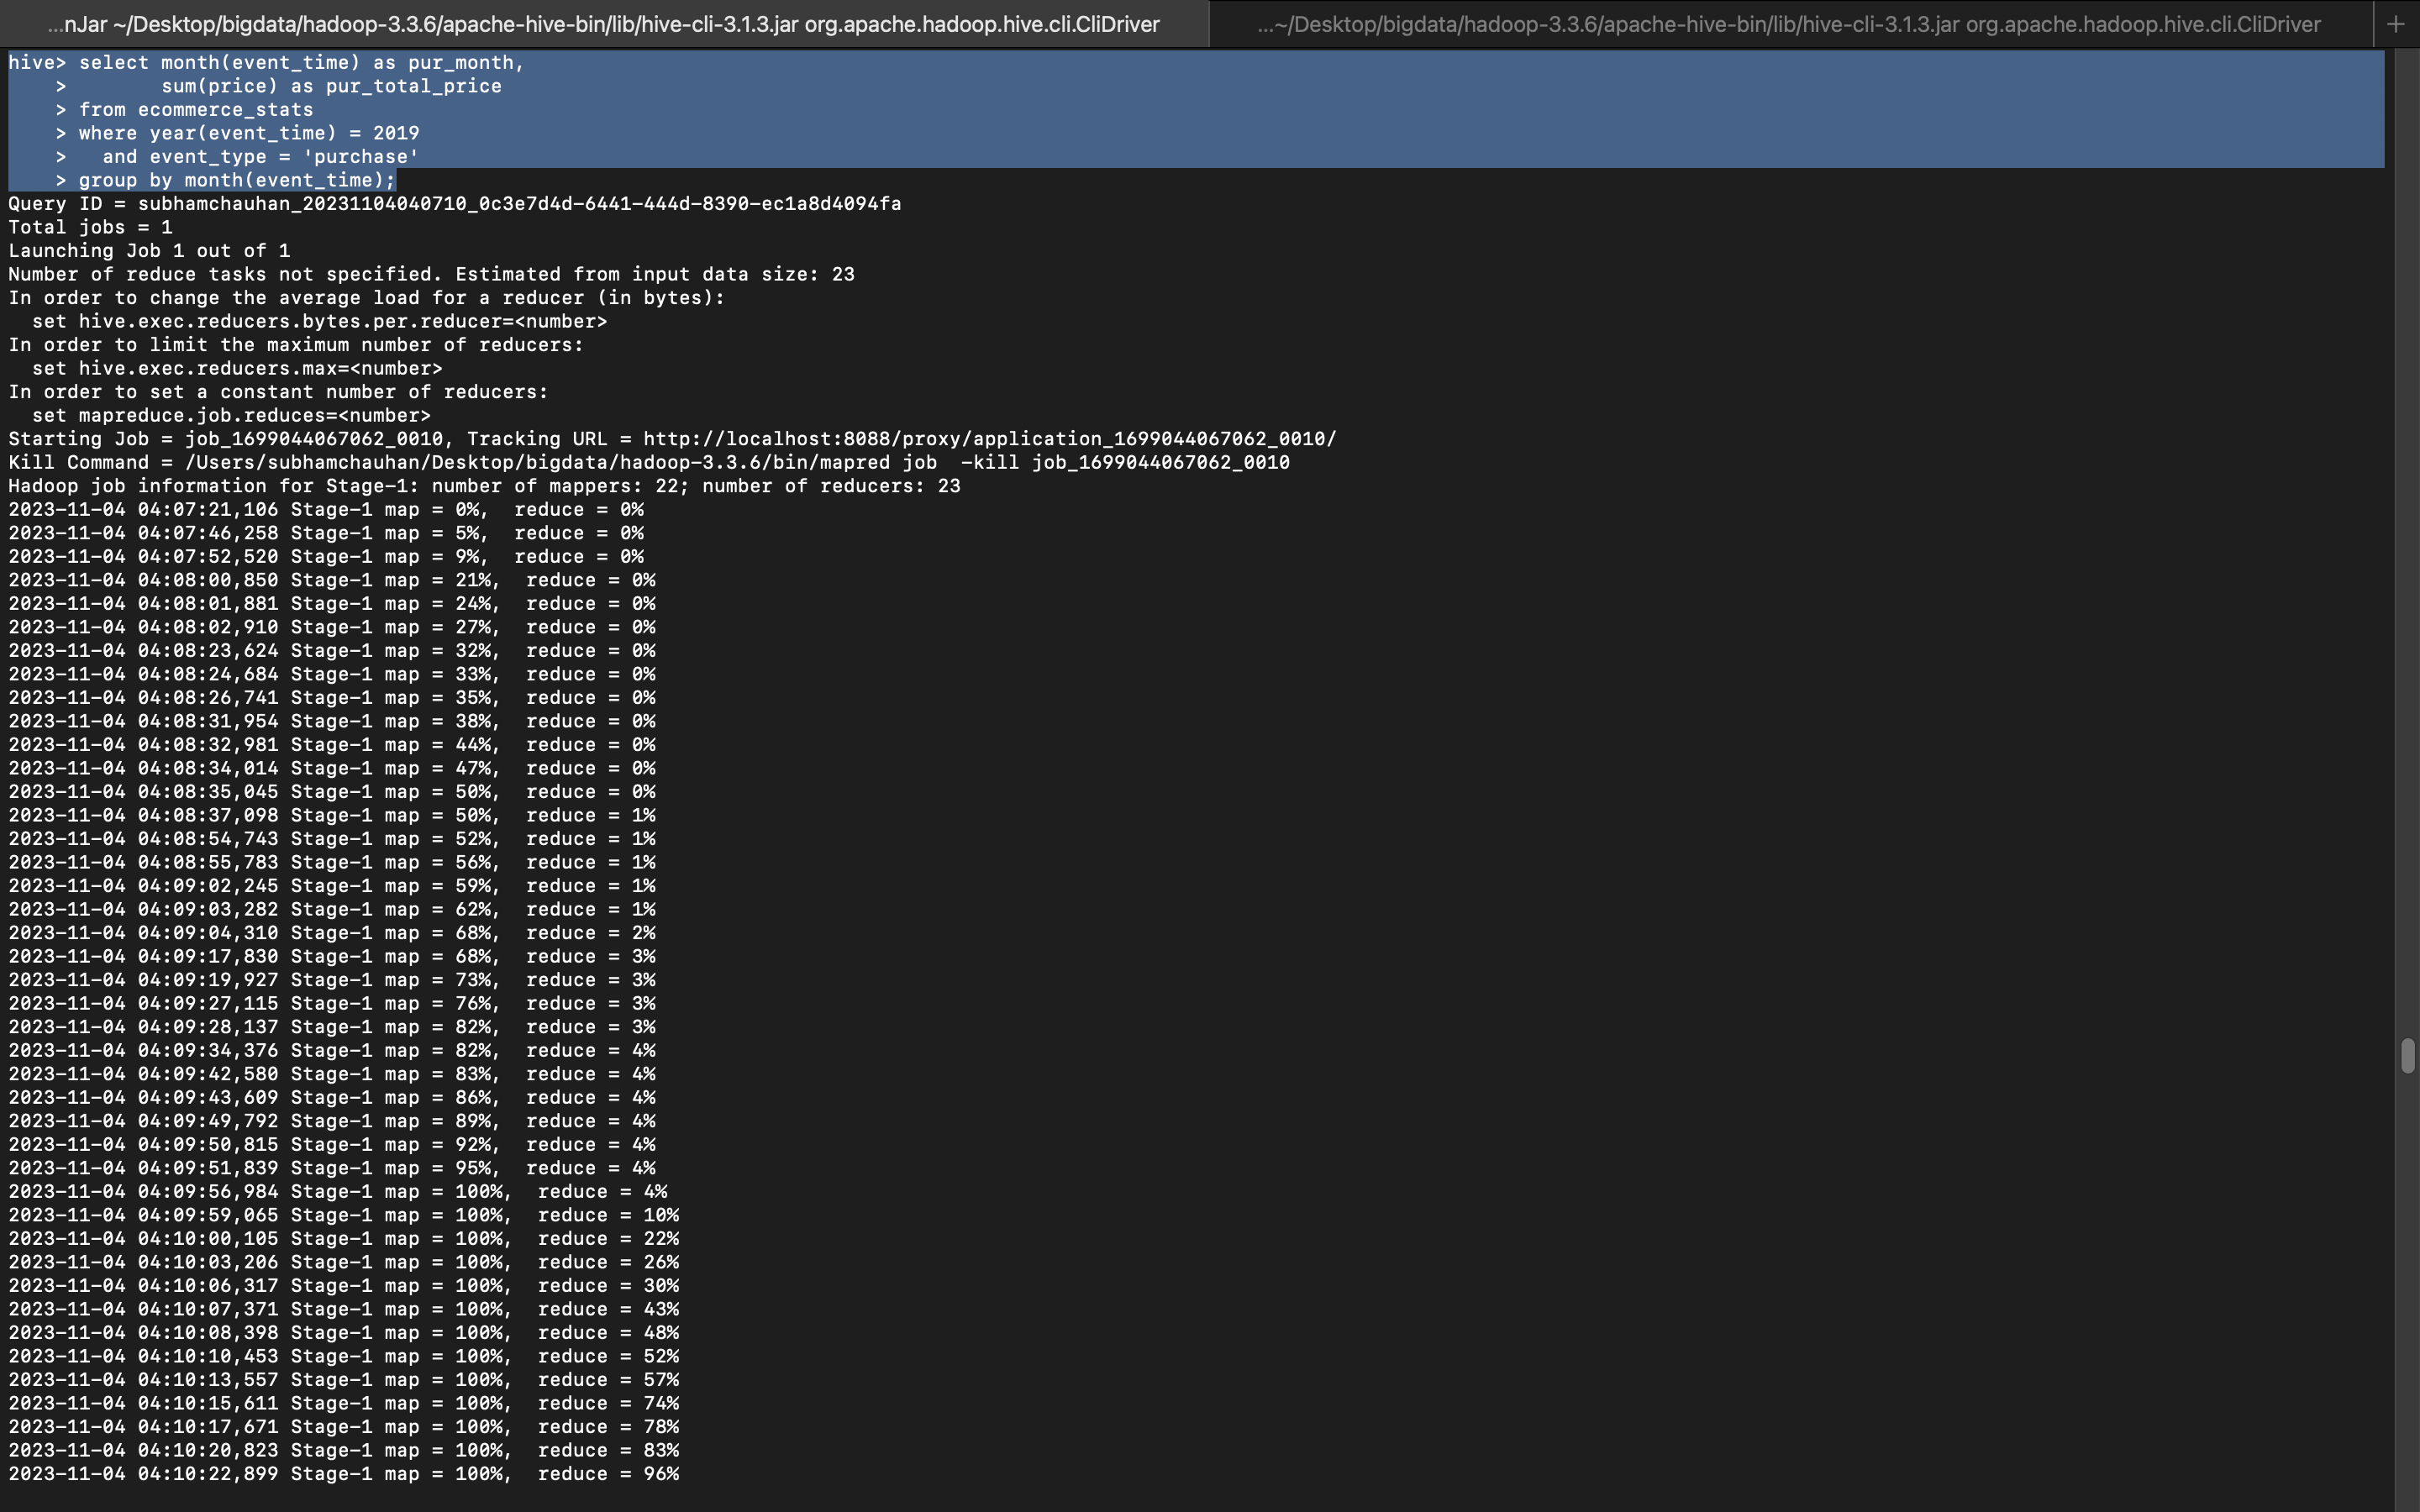 ...nJar ~/Desktop/bigdata/hadoop-3.3.6/apache-hive-bin/lib/hive-cli-3.1.3.jar org.apache.hadoop.hive.cli.CliDriver
...~/Desktop/bigdata/hadoop-3.3.6/apache-hive-bin/lib/hive-cli-3.1.3.jar org.apache.hadoop.hive.cli.CliDriver
+
hive> select month(event_time) as pur_month,
    >        sum(price) as pur_total_price
    > from ecommerce_stats
    > where year(event_time) = 2019
    >   and event_type = 'purchase'
    > group by month(event_time);
Query ID = subhamchauhan_20231104040710_0c3e7d4d-6441-444d-8390-ec1a8d4094fa
Total jobs = 1
Launching Job 1 out of 1
Number of reduce tasks not specified. Estimated from input data size: 23
In order to change the average load for a reducer (in bytes):
  set hive.exec.reducers.bytes.per.reducer=<number>
In order to limit the maximum number of reducers:
  set hive.exec.reducers.max=<number>
In order to set a constant number of reducers:
  set mapreduce.job.reduces=<number>
Starting Job = job_1699044067062_0010, Tracking URL = http://localhost:8088/proxy/application_1699044067062_0010/
Kill Command = /Users/subhamchauhan/Desktop/bigdata/hadoop-3.3.6/bin/mapred job  -kill job_1699044067062_0010
Hadoop job information for Stage-1: number of mappers: 22; number of reducers: 23
2023-11-04 04:07:21,106 Stage-1 map = 0%,  reduce = 0%
2023-11-04 04:07:46,258 Stage-1 map = 5%,  reduce = 0%
2023-11-04 04:07:52,520 Stage-1 map = 9%,  reduce = 0%
2023-11-04 04:08:00,850 Stage-1 map = 21%,  reduce = 0%
2023-11-04 04:08:01,881 Stage-1 map = 24%,  reduce = 0%
2023-11-04 04:08:02,910 Stage-1 map = 27%,  reduce = 0%
2023-11-04 04:08:23,624 Stage-1 map = 32%,  reduce = 0%
2023-11-04 04:08:24,684 Stage-1 map = 33%,  reduce = 0%
2023-11-04 04:08:26,741 Stage-1 map = 35%,  reduce = 0%
2023-11-04 04:08:31,954 Stage-1 map = 38%,  reduce = 0%
2023-11-04 04:08:32,981 Stage-1 map = 44%,  reduce = 0%
2023-11-04 04:08:34,014 Stage-1 map = 47%,  reduce = 0%
2023-11-04 04:08:35,045 Stage-1 map = 50%,  reduce = 0%
2023-11-04 04:08:37,098 Stage-1 map = 50%,  reduce = 1%
2023-11-04 04:08:54,743 Stage-1 map = 52%,  reduce = 1%
2023-11-04 04:08:55,783 Stage-1 map = 56%,  reduce = 1%
2023-11-04 04:09:02,245 Stage-1 map = 59%,  reduce = 1%
2023-11-04 04:09:03,282 Stage-1 map = 62%,  reduce = 1%
2023-11-04 04:09:04,310 Stage-1 map = 68%,  reduce = 2%
2023-11-04 04:09:17,830 Stage-1 map = 68%,  reduce = 3%
2023-11-04 04:09:19,927 Stage-1 map = 73%,  reduce = 3%
2023-11-04 04:09:27,115 Stage-1 map = 76%,  reduce = 3%
2023-11-04 04:09:28,137 Stage-1 map = 82%,  reduce = 3%
2023-11-04 04:09:34,376 Stage-1 map = 82%,  reduce = 4%
2023-11-04 04:09:42,580 Stage-1 map = 83%,  reduce = 4%
2023-11-04 04:09:43,609 Stage-1 map = 86%,  reduce = 4%
2023-11-04 04:09:49,792 Stage-1 map = 89%,  reduce = 4%
2023-11-04 04:09:50,815 Stage-1 map = 92%,  reduce = 4%
2023-11-04 04:09:51,839 Stage-1 map = 95%,  reduce = 4%
2023-11-04 04:09:56,984 Stage-1 map = 100%,  reduce = 4%
2023-11-04 04:09:59,065 Stage-1 map = 100%,  reduce = 10%
2023-11-04 04:10:00,105 Stage-1 map = 100%,  reduce = 22%
2023-11-04 04:10:03,206 Stage-1 map = 100%,  reduce = 26%
2023-11-04 04:10:06,317 Stage-1 map = 100%,  reduce = 30%
2023-11-04 04:10:07,371 Stage-1 map = 100%,  reduce = 43%
2023-11-04 04:10:08,398 Stage-1 map = 100%,  reduce = 48%
2023-11-04 04:10:10,453 Stage-1 map = 100%,  reduce = 52%
2023-11-04 04:10:13,557 Stage-1 map = 100%,  reduce = 57%
2023-11-04 04:10:15,611 Stage-1 map = 100%,  reduce = 74%
2023-11-04 04:10:17,671 Stage-1 map = 100%,  reduce = 78%
2023-11-04 04:10:20,823 Stage-1 map = 100%,  reduce = 83%
2023-11-04 04:10:22,899 Stage-1 map = 100%,  reduce = 96%